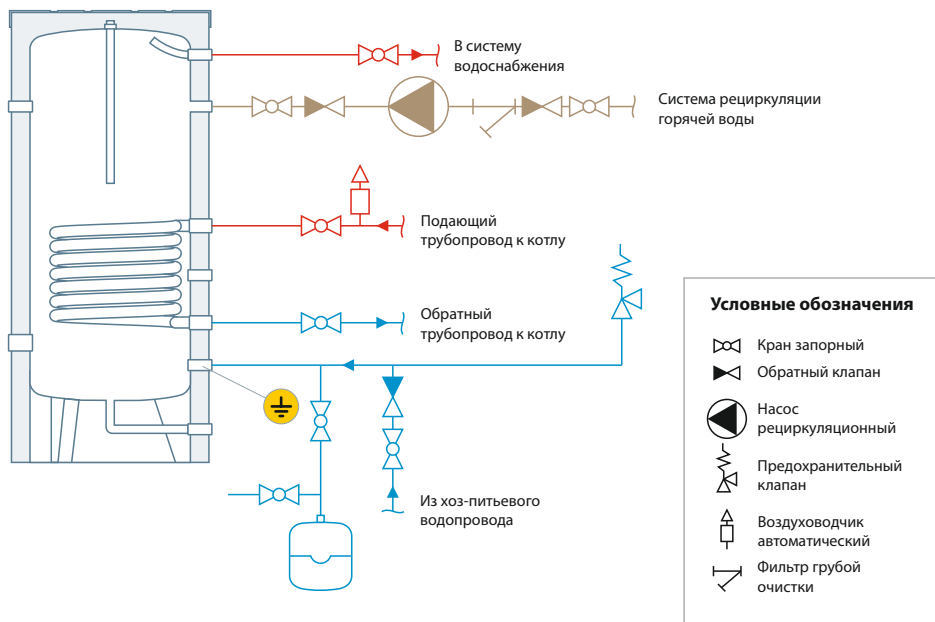 В систему
водоснабжения
Система рециркуляции
горячей воды
Подающий
трубопровод к котлу
Обратный
трубопровод к котлу
Из хоз-питьевого
водопровода
Условные обозначения
Кран запорный
Обратный клапан
Насос
рециркуляционный
Предохранительный
клапан
Воздуховодчик
автоматический
Фильтр грубой
очистки